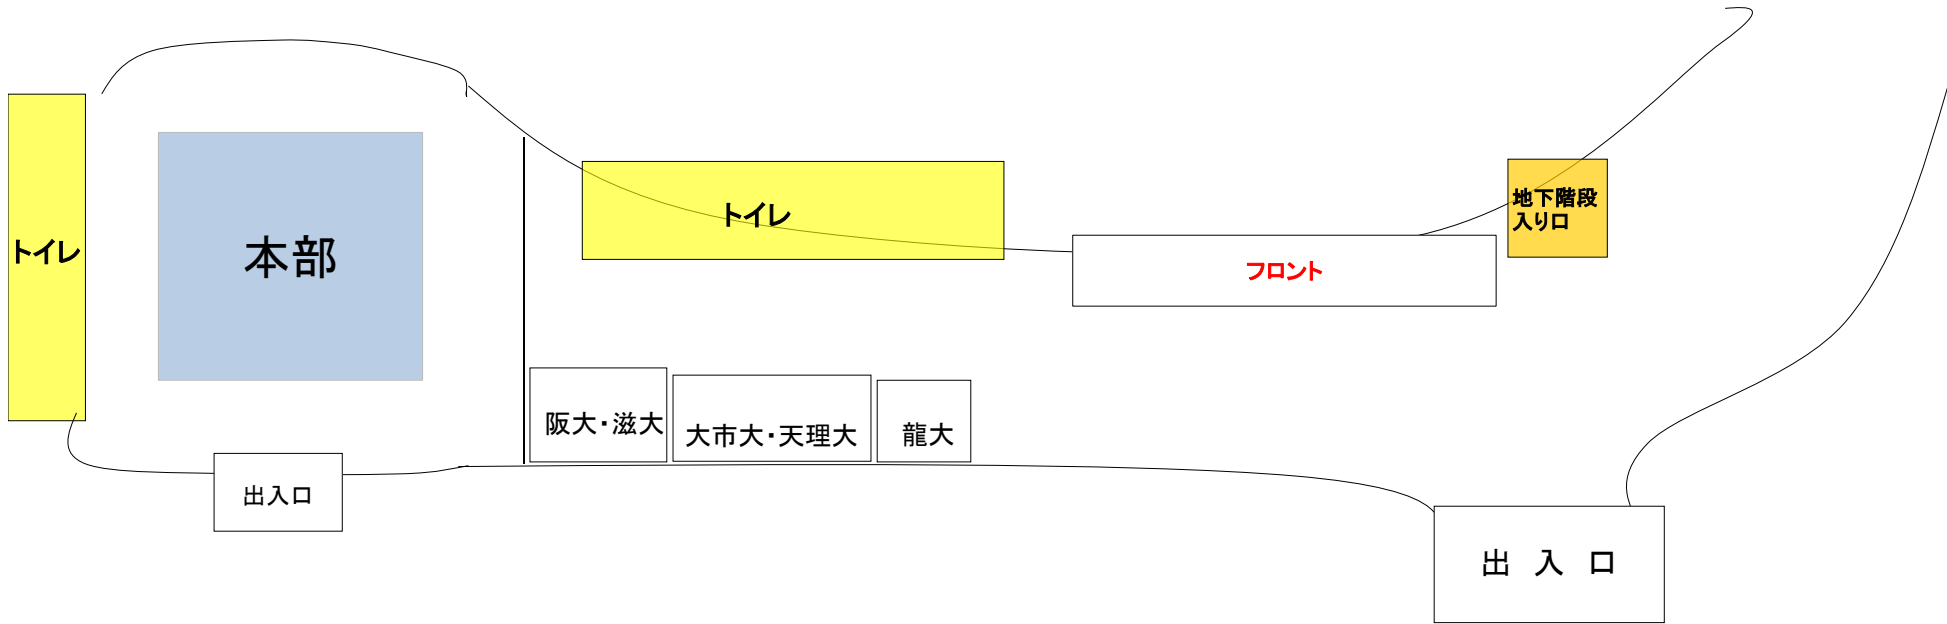 トイレ
本部
トイレ
地下階段
入り口
フロント
阪大・滋大
大市大・天理大
龍大
出入口
出 入 口